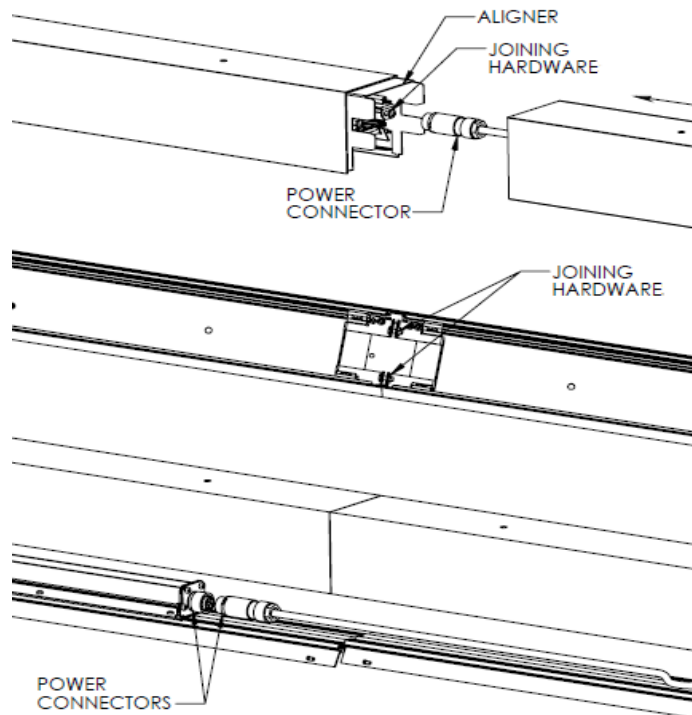 ALIGNER
JOINING
HARDWARE
POWER
CONNECTOR
JOINING
HARDWARE
POWER
CONNECTORS